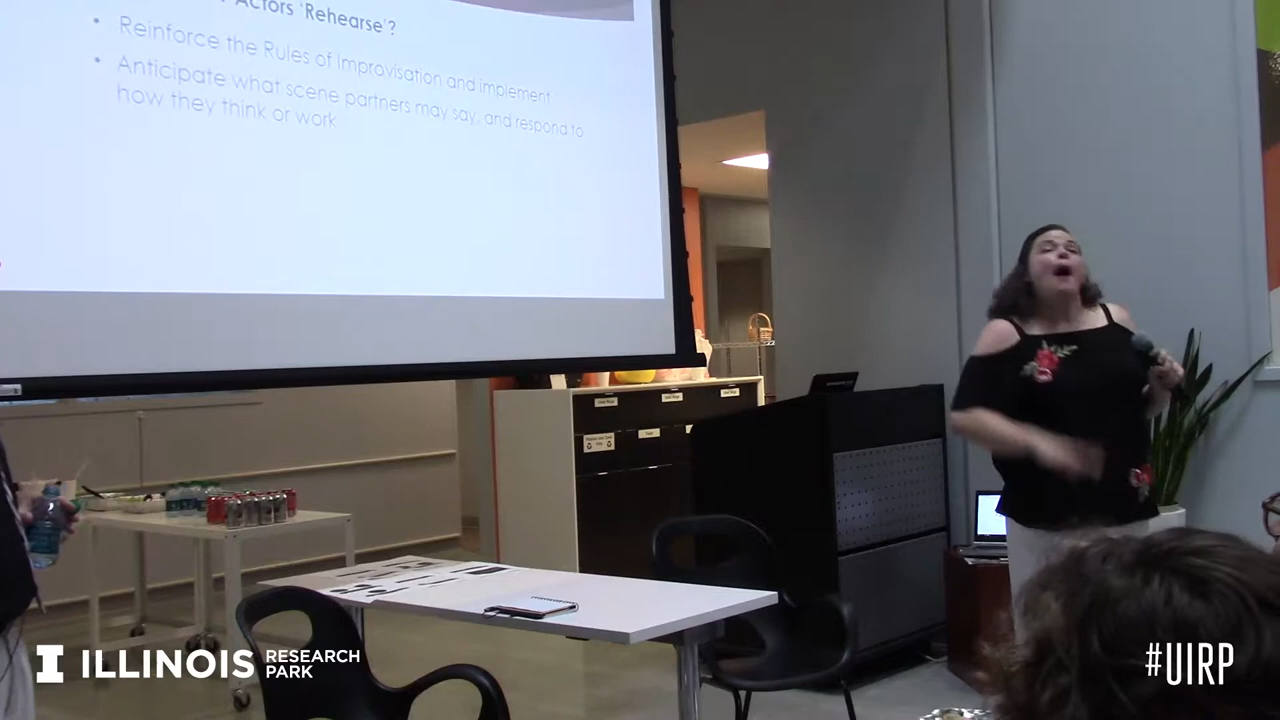 Actors 'Rehearse'?
• Reinforce the Rules of Improvisation and implement
• Anticipate what scene partners may say, and respond to
how they think or work
I ILLINOIS RESEARCH
PARK
#UIRP